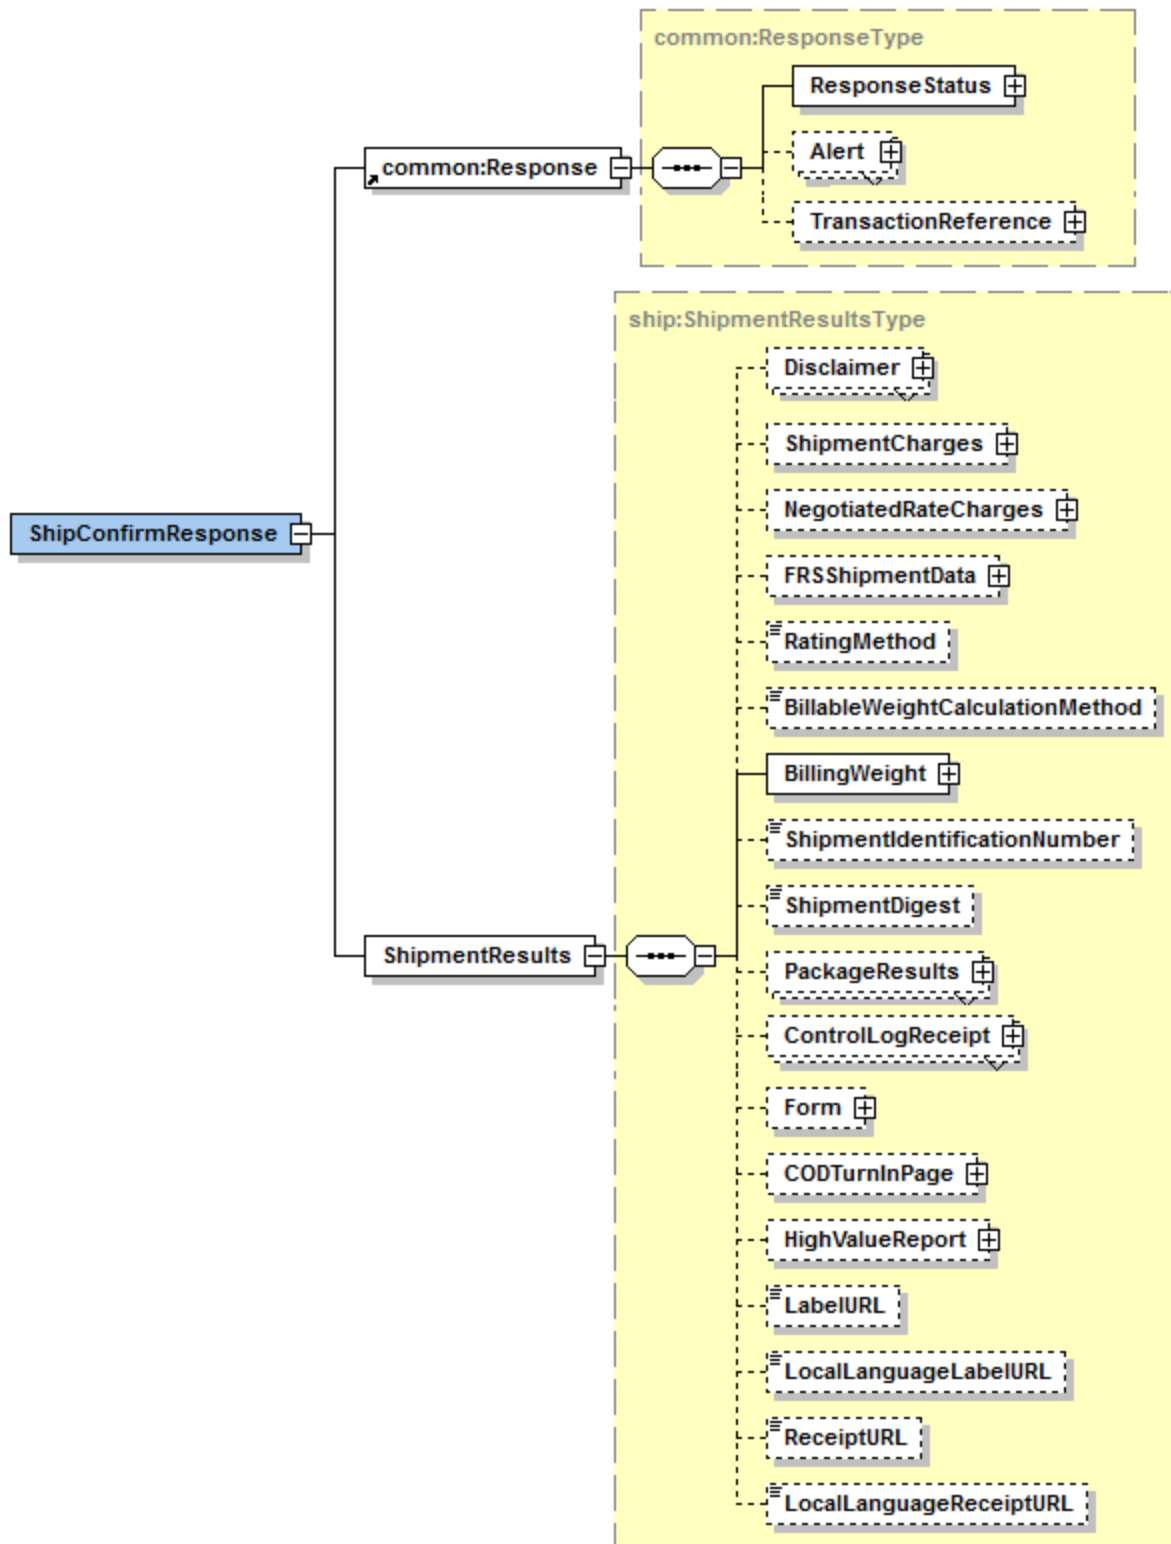 common:ResponseType
ResponseStatus
Alert
common:Response
TransactionReference
ship:ShipmentResultsType
Disclaimer
ShipmentCharges
NegotiatedRateCharges
ShipConfirmResponse
FRSShipmentData
RatingMethod
BillableWeightCalculationMethod
BillingWeight
ShipmentIdentificationNumber
ShipmentDigest
ShipmentResults
PackageResults
ControlLogReceipt
Form
CODTurnInPage
HighValueReport
LabelURL
LocalLanguageLabelURL
ReceiptURL
LocalLanguageReceiptURL